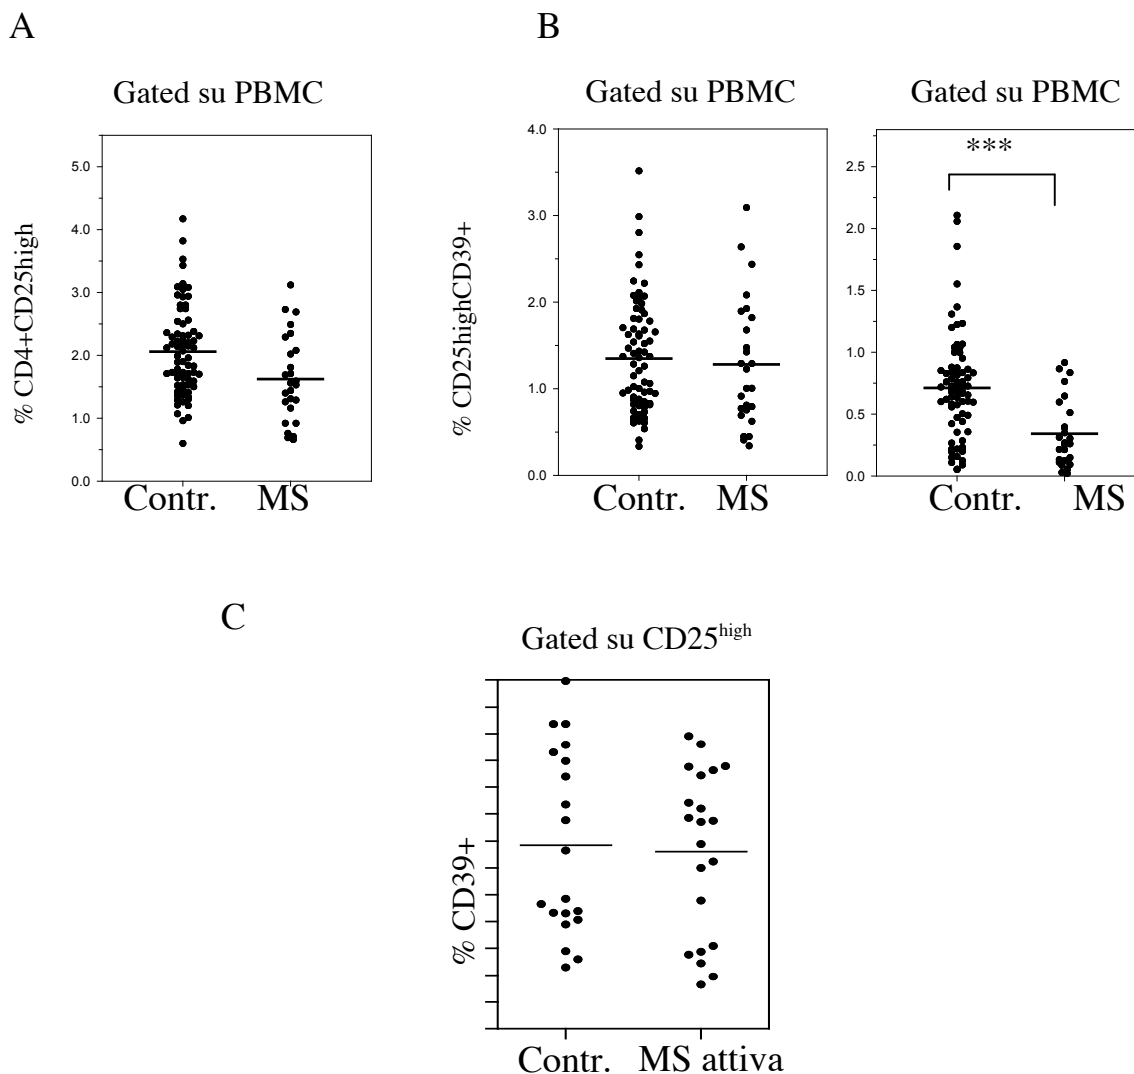 A
B
Gated su PBMC
Gated su PBMC
Gated su PBMC
% CD4+CD25high
5.0
4.0
3.0
2.0
1.0
0.0
Contr.
MS
% CD25highCD39+
4.0
3.0
2.0
1.0
0.0
Contr.
MS
***
2.5
2.0
1.5
1.0
0.5
0.0
Contr.
MS
C
Gated su CD25high
% CD39+
Contr.
MS attiva